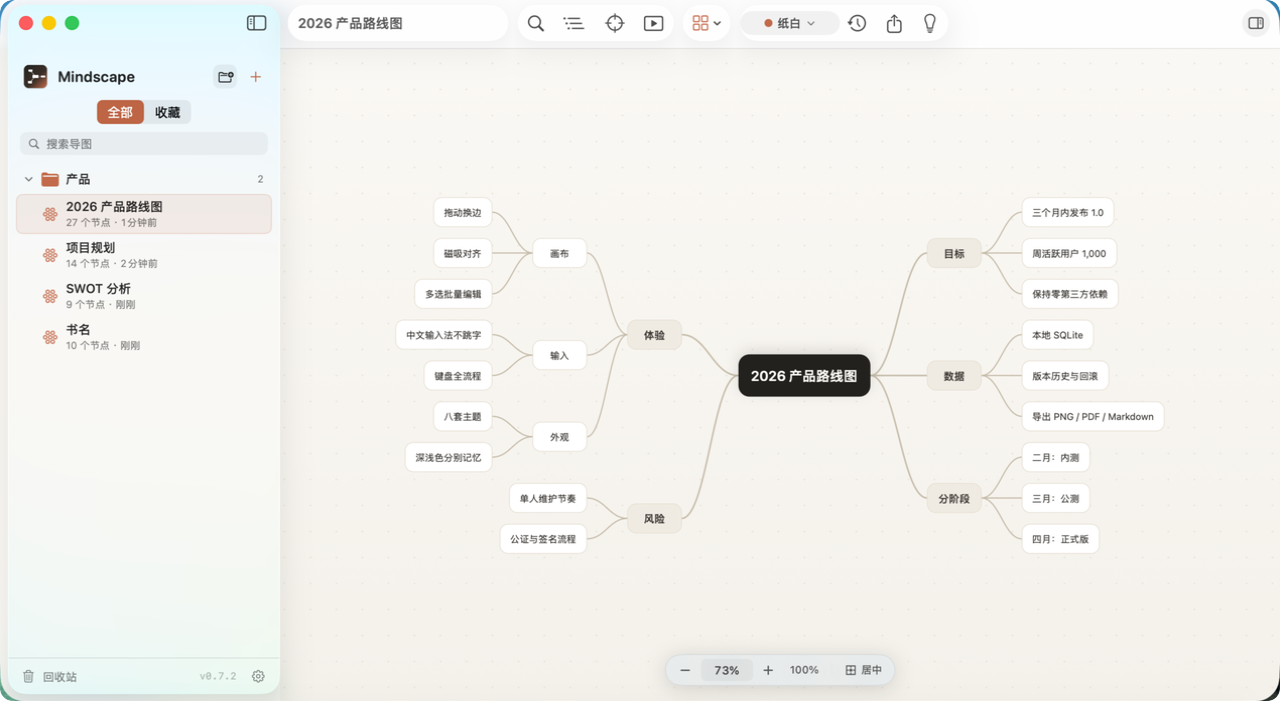 2026 产品路线图
纸白
Mindscape
全部
收藏
搜索导图
产品
2
2026 产品路线图
27 个节点 · 1分钟前
项目规划
14 个节点 · 2分钟前
SWOT 分析
9 个节点 · 刚刚
书名
10 个节点 · 刚刚
回收站
v0.7.2
拖动换边
磁吸对齐
多选批量编辑
画布
中文输入法不跳字
键盘全流程
输入
八套主题
深浅色分别记忆
外观
体验
单人维护节奏
公证与签名流程
风险
2026 产品路线图
目标
三个月内发布 1.0
周活跃用户 1,000
保持零第三方依赖
数据
本地 SQLite
版本历史与回滚
导出 PNG / PDF / Markdown
分阶段
二月：内测
三月：公测
四月：正式版
73%
100%
居中